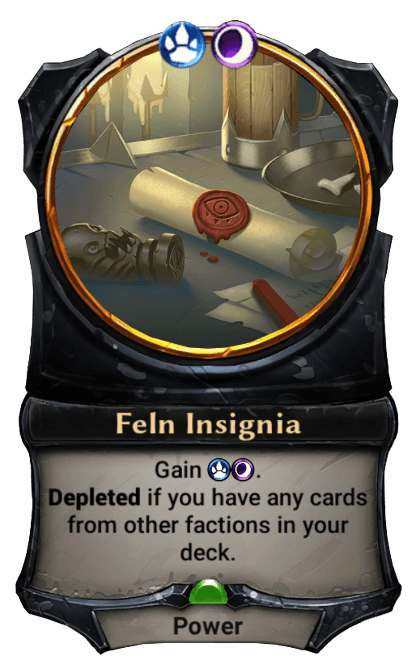 Feln Insignia
Gain .
Depleted if you have any cards
from other factions in your
deck.
Power